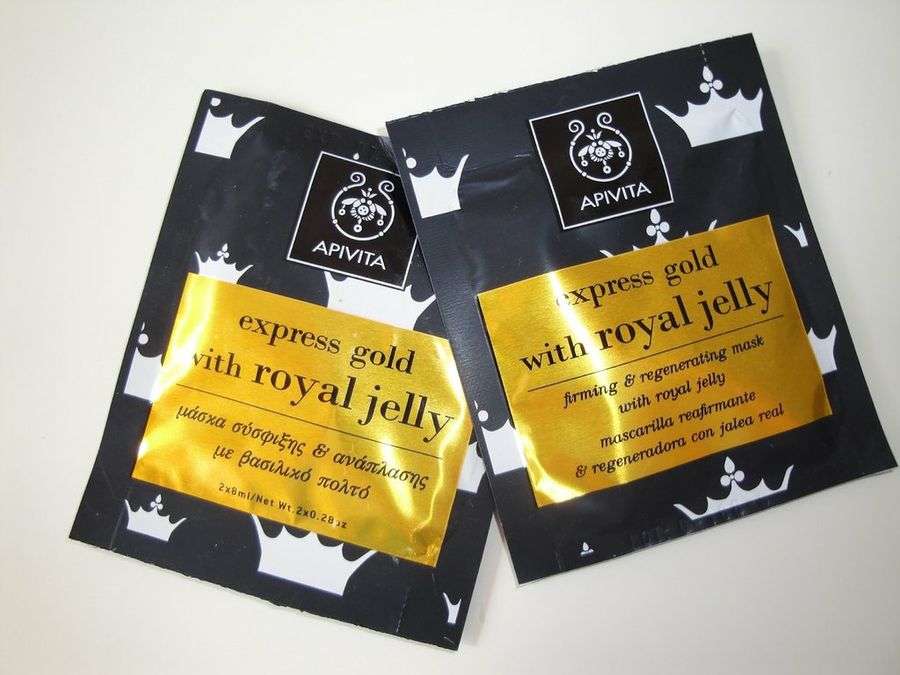 APIVITA
express gold
with royal jelly
μάσκα σύσφιξης & ανάπλασης
με βασιλικό πολτό
2x8ml/Net Wt.2x0.28oz
APIVITA
express gold
with royal jelly
firming & regenerating mask
with royal jelly
mascarilla reafirmante
& regeneradora con jalea real